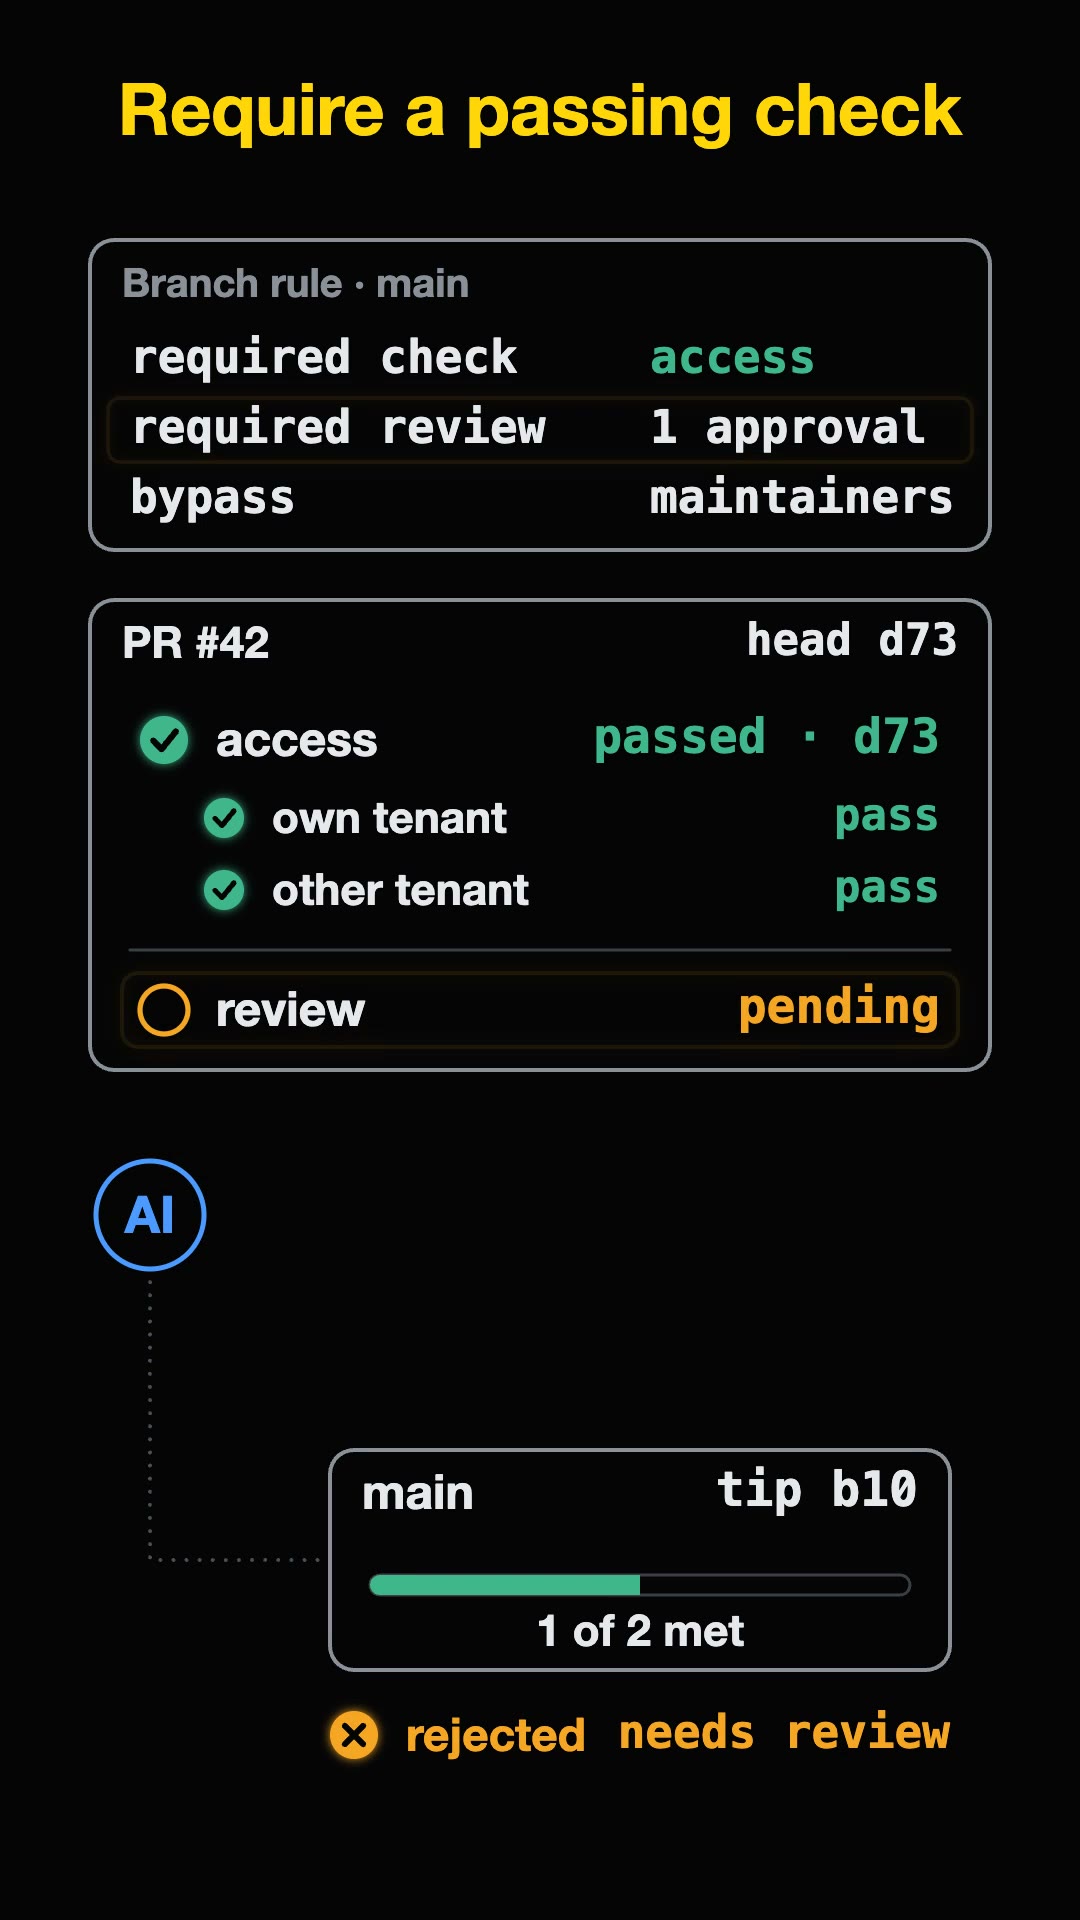 Require a passing check
Branch rule · main
required check access
required review 1 approval
bypass maintainers
PR #42 head d73
access passed · d73
own tenant pass
other tenant pass
review pending
AI
main tip b10
1 of 2 met
rejected needs review